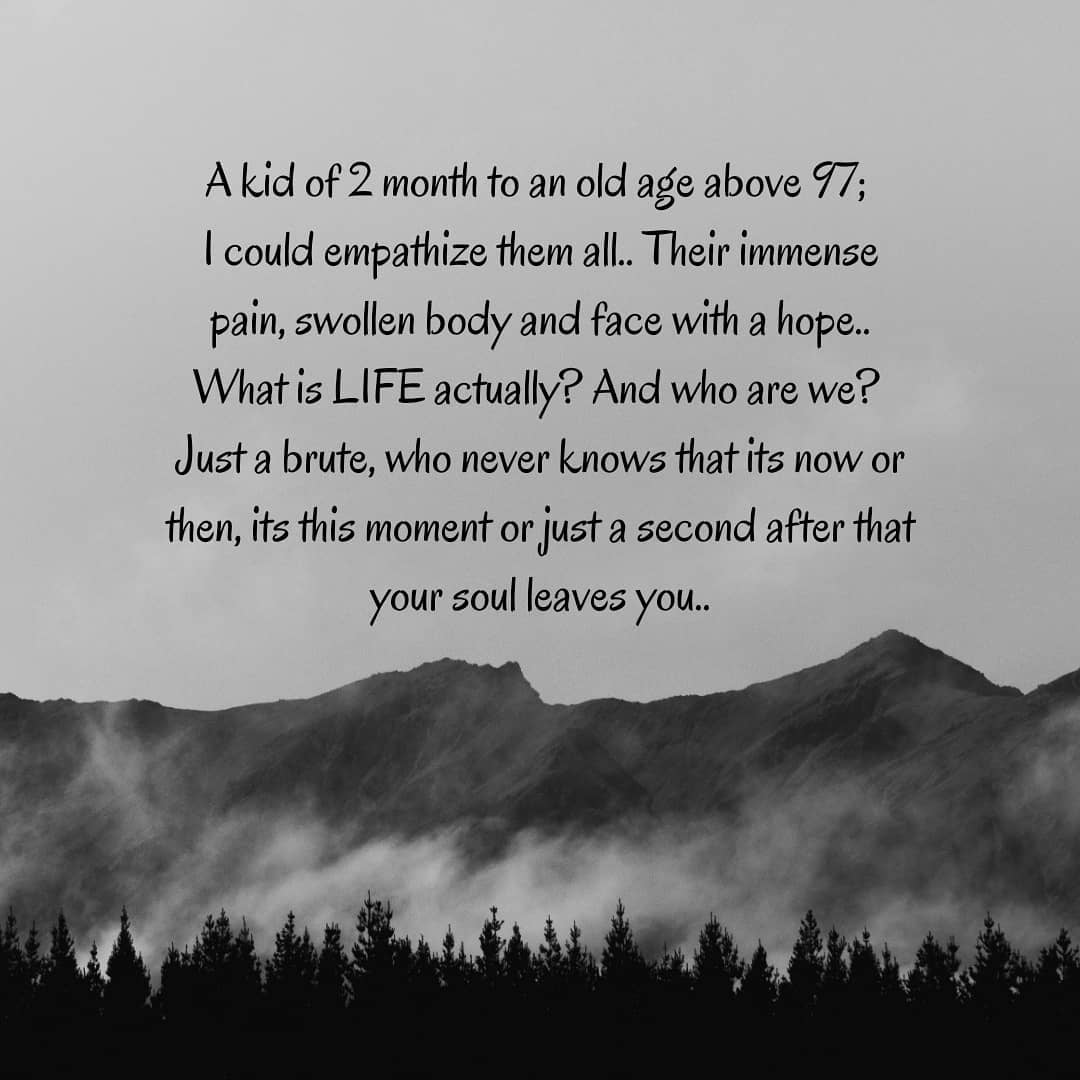 A kid of 2 month to an old age above 97;
I could empathize them all.. Their immense
pain, swollen body and face with a hope..
What is LIFE actually? And who are we?
Just a brute, who never knows that its now or
then, its this moment or just a second after that
your soul leaves you..